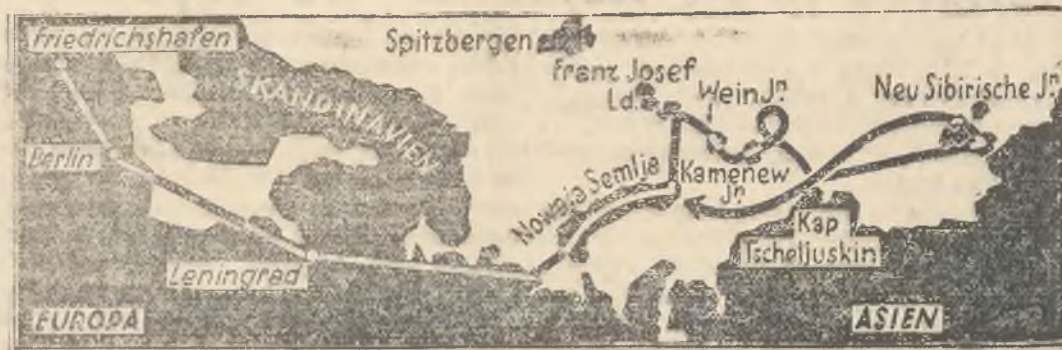 Friedrichshafen
Spitzbergen
Franz Josef
Ld.
Wein Jn.
Neu Sibirische Jn.
SKANDINAVIEN
Berlin
Nowaja Semlja
Kamenew
Jn.
Kap
Tscheljuskin
Leningrad
EUROPA
ASIEN